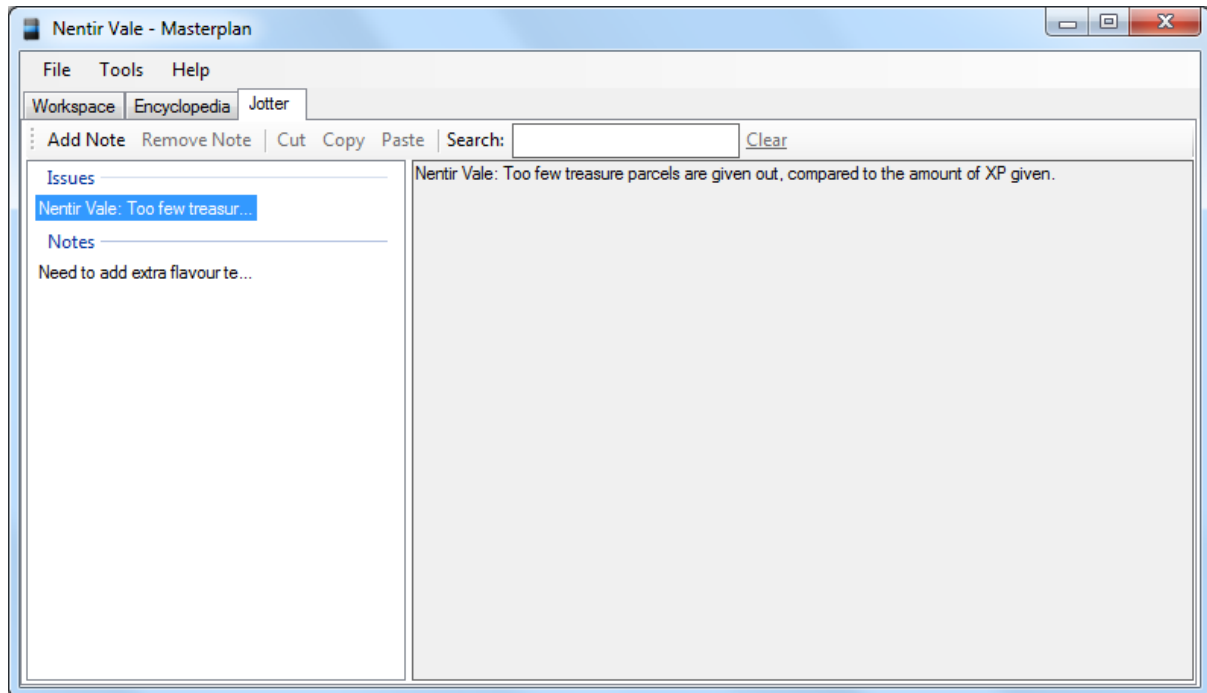 Nentir Vale - Masterplan
File Tools Help
Workspace Encyclopedia Jotter
Add Note Remove Note Cut Copy Paste Search: Clear
Issues
Nentir Vale: Too few treasur...
Notes
Need to add extra flavour te...
Nentir Vale: Too few treasure parcels are given out, compared to the amount of XP given.